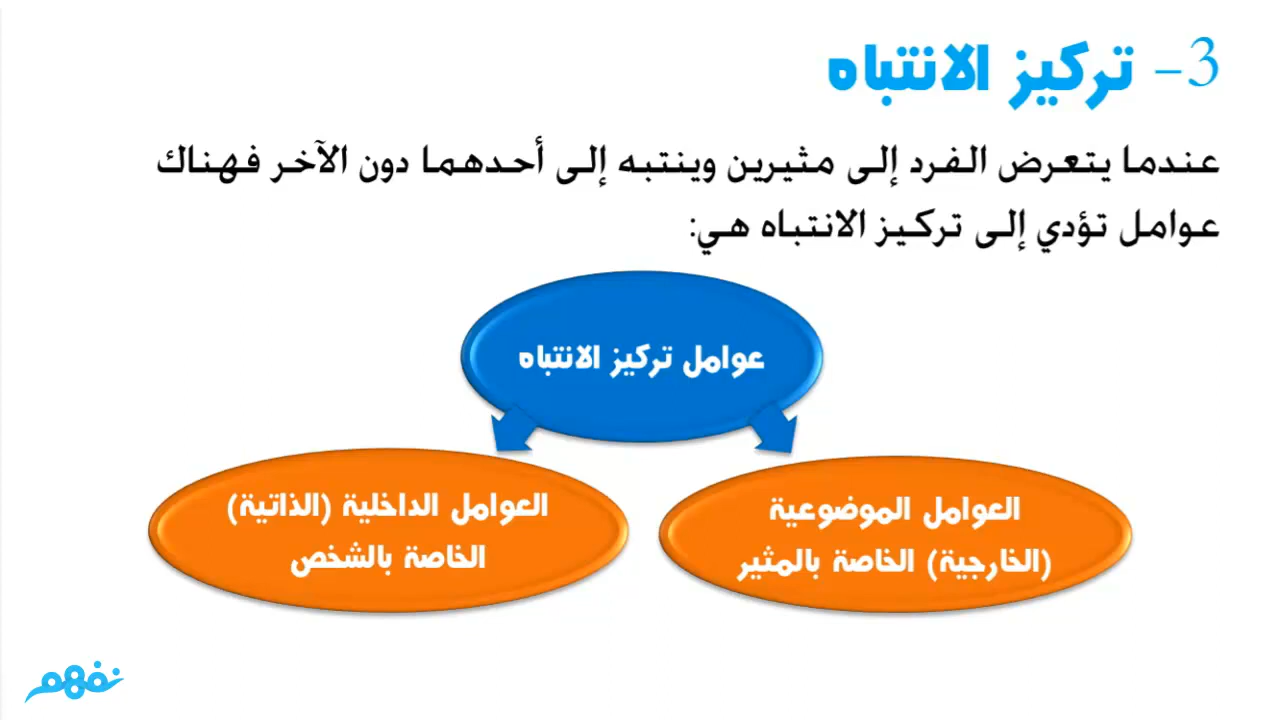 3- تركيز الانتباه
عندما يتعرض الفرد إلى مثيرين وينتبه إلى أحدهما دون الآخر فهناك
عوامل تؤدي إلى تركيز الانتباه هي:
عوامل تركيز الانتباه
العوامل الموضوعية
(الخارجية) الخاصة بالمثير
العوامل الداخلية (الذاتية)
الخاصة بالشخص
نفهم